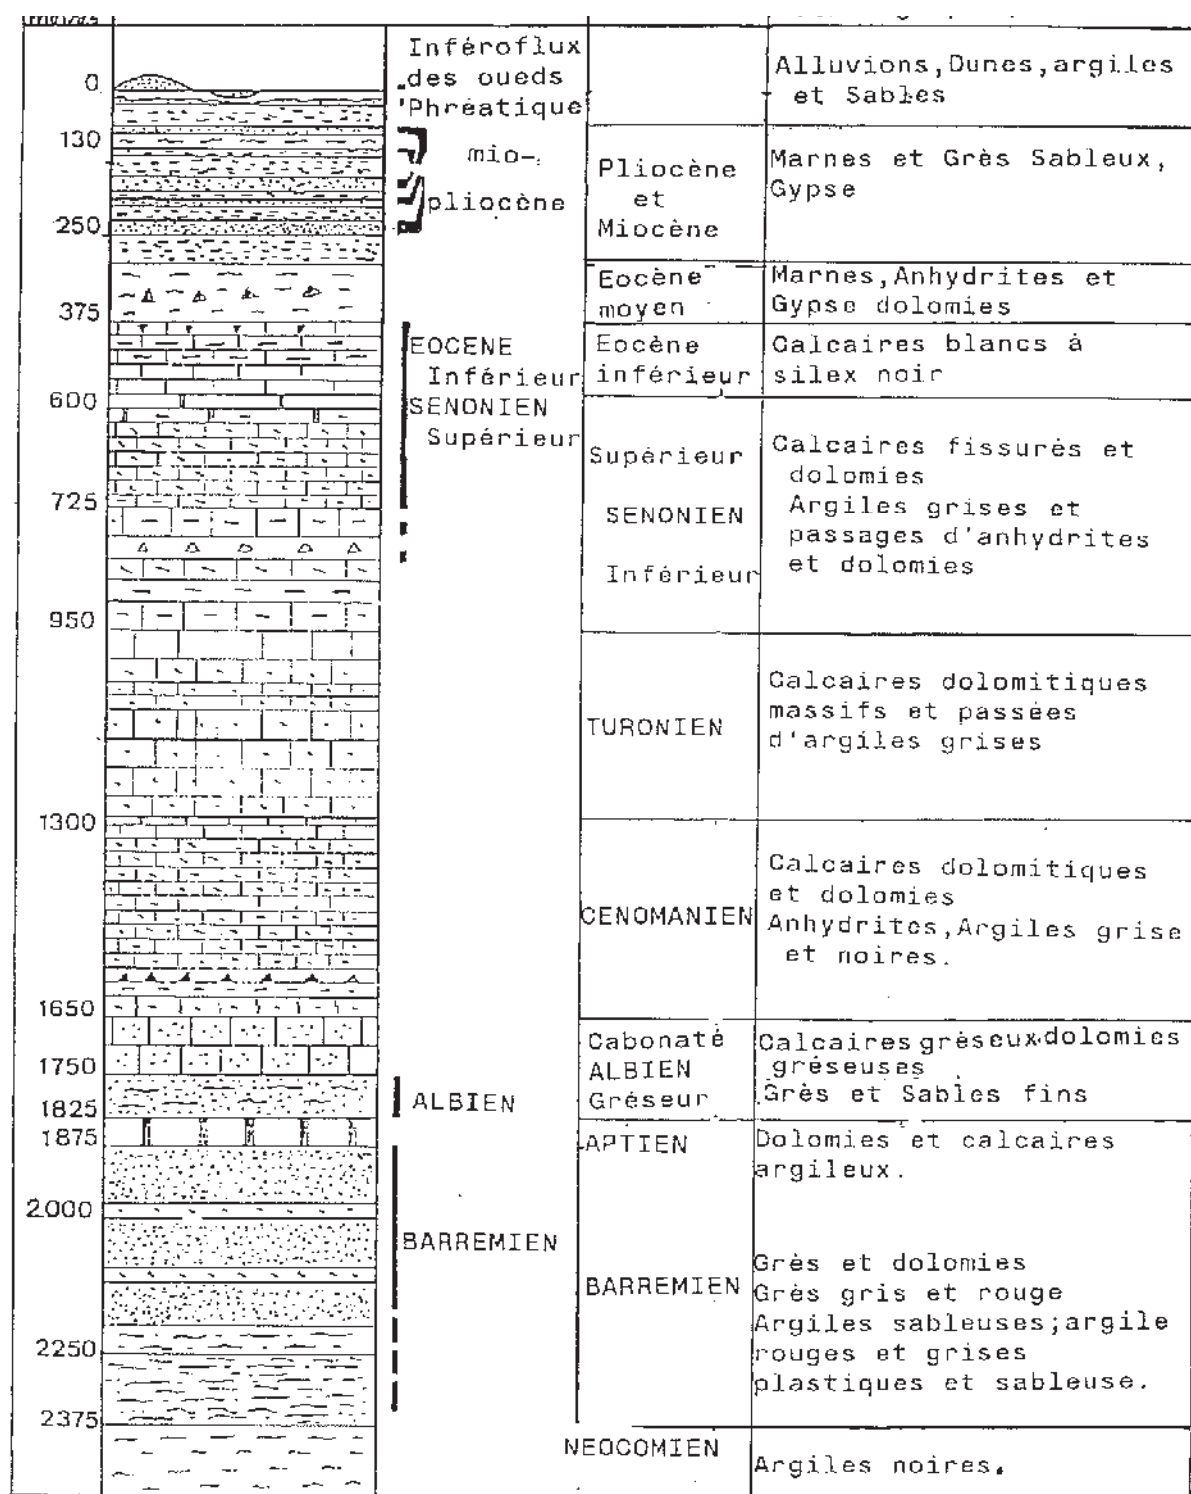 Mètres
0
130
250
375
600
725
950
1300
1650
1750
1825
1875
2000
2250
2375
Inféroflux
des oueds
Phréatique
mio-
pliocène
EOCENE
Inférieur
SENONIEN
Supérieur
ALBIEN
BARREMIEN
Alluvions, Dunes, argiles
et Sables
Pliocène
et
Miocène
Marnes et Grès Sableux,
Gypse
Eocène
moyen
Marnes, Anhydrites et
Gypse dolomies
Eocène
inférieur
Calcaires blancs à
silex noir
Supérieur
SENONIEN
Inférieur
Calcaires fissurés et
dolomies
Argiles grises et
passages d'anhydrites
et dolomies
TURONIEN
Calcaires dolomitiques
massifs et passées
d'argiles grises
CENOMANIEN
Calcaires dolomitiques
et dolomies
Anhydrites, Argiles grise
et noires.
Cabonaté
ALBIEN
Gréseur
Calcaires gréseux dolomies
gréseuses
Grès et Sables fins
APTIEN
Dolomies et calcaires
argileux.
BARREMIEN
Grès et dolomies
Grès gris et rouge
Argiles sableuses; argile
rouges et grises
plastiques et sableuse.
NEOCOMIEN
Argiles noires.